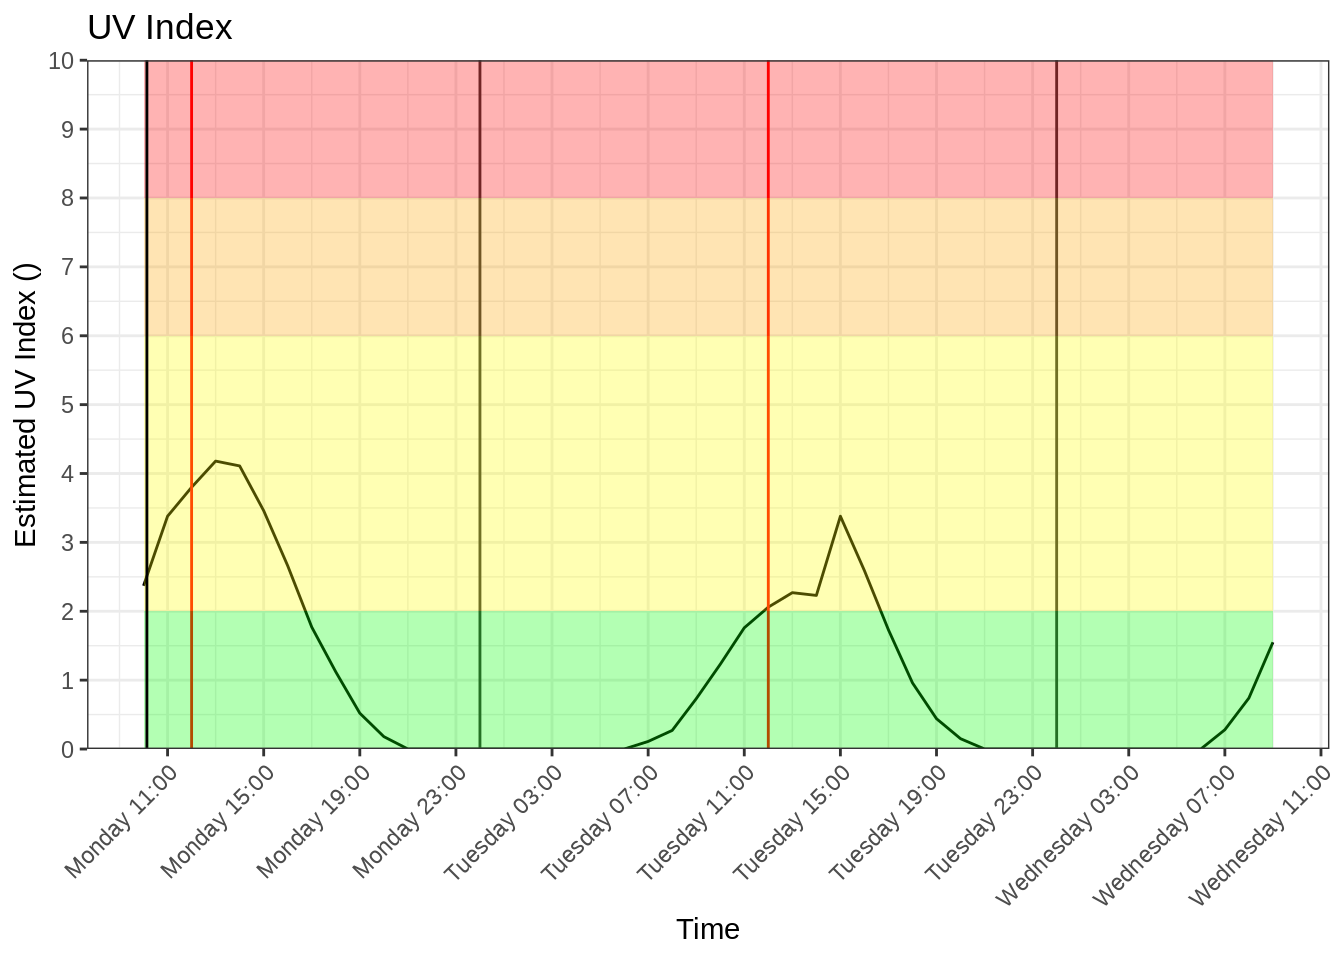 UV Index
10
9
8
7
6
5
4
3
2
1
0
Estimated UV Index ()
Monday 11:00
Monday 15:00
Monday 19:00
Monday 23:00
Tuesday 03:00
Tuesday 07:00
Tuesday 11:00
Tuesday 15:00
Tuesday 19:00
Tuesday 23:00
Wednesday 03:00
Wednesday 07:00
Wednesday 11:00
Time